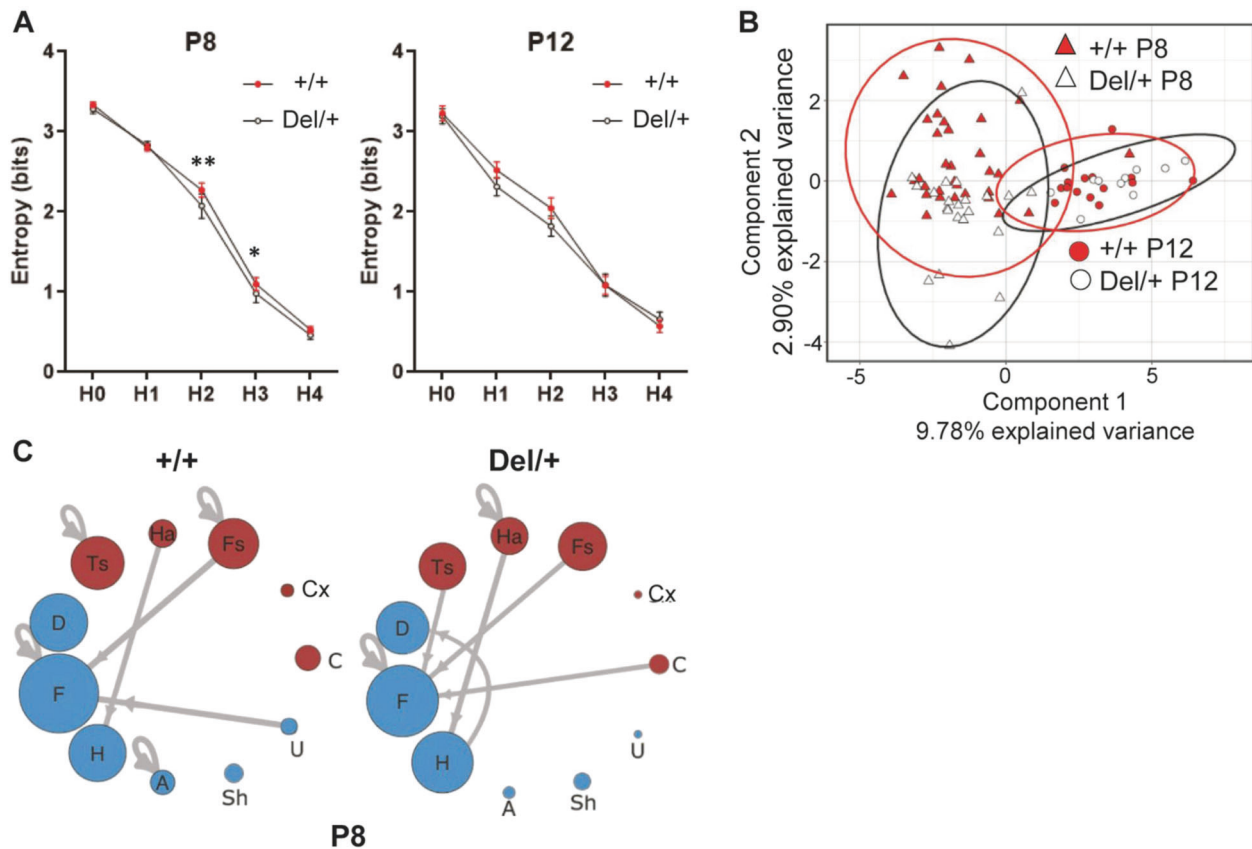 A
P8
+/+
Del/+
Entropy (bits)
4
3
2
1
0
**
*
H0 H1 H2 H3 H4
P12
+/+
Del/+
Entropy (bits)
4
3
2
1
0
H0 H1 H2 H3 H4
B
+/+ P8
Del/+ P8
+/+ P12
Del/+ P12
Component 2
2.90% explained variance
2
0
-2
-4
-5 0 5
Component 1
9.78% explained variance
C
+/+
Ts
Ha
Fs
Cx
C
D
F
H
A
Sh
U
Del/+
Ts
Ha
Fs
Cx
C
D
F
H
A
Sh
U
P8